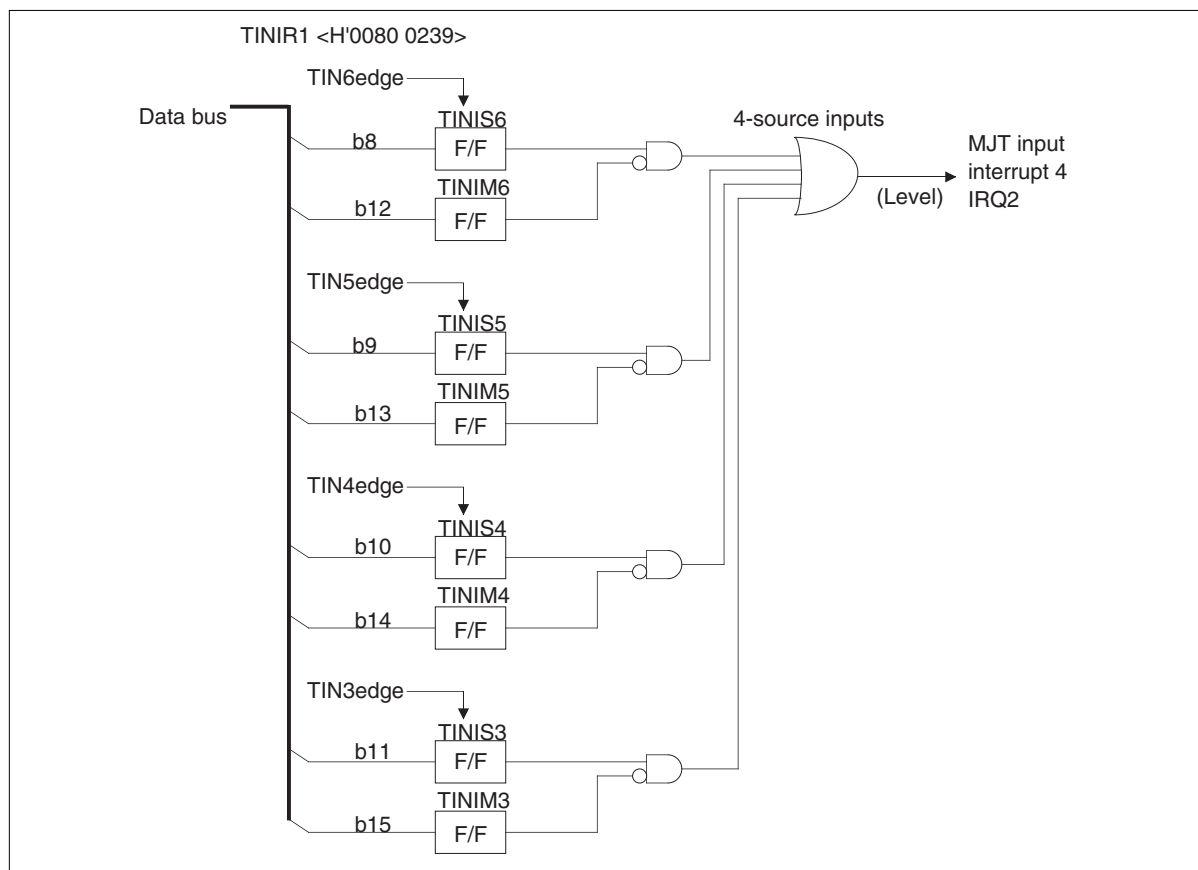 TINIR1 <H'0080 0239>
TIN6edge
Data bus
TINIS6
b8
F/F
TINIM6
b12
F/F
4-source inputs
(Level)
MJT input
interrupt 4
IRQ2
TIN5edge
TINIS5
b9
F/F
TINIM5
b13
F/F
TIN4edge
TINIS4
b10
F/F
TINIM4
b14
F/F
TIN3edge
TINIS3
b11
F/F
TINIM3
b15
F/F